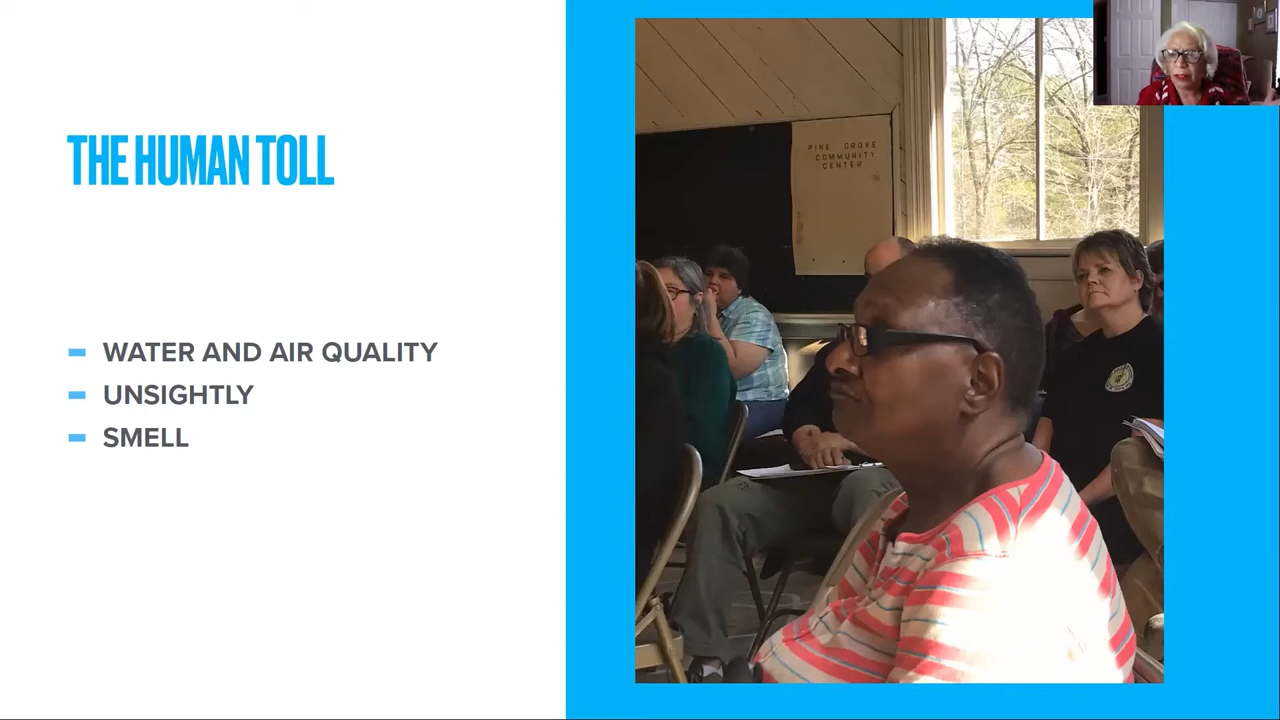 THE HUMAN TOLL
WATER AND AIR QUALITY
UNSIGHTLY
SMELL
PINE GROVE
COMMUNITY
CENTER